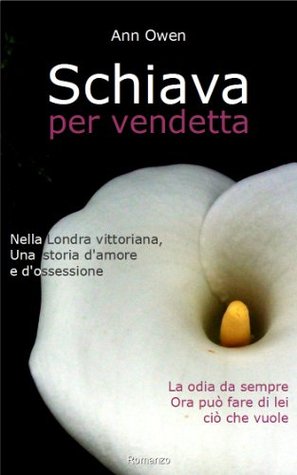 Ann Owen
Schiava
per vendetta
Nella Londra vittoriana,
Una storia d'amore
e d'ossessione
La odia da sempre
Ora può fare di lei
ciò che vuole
Romanzo